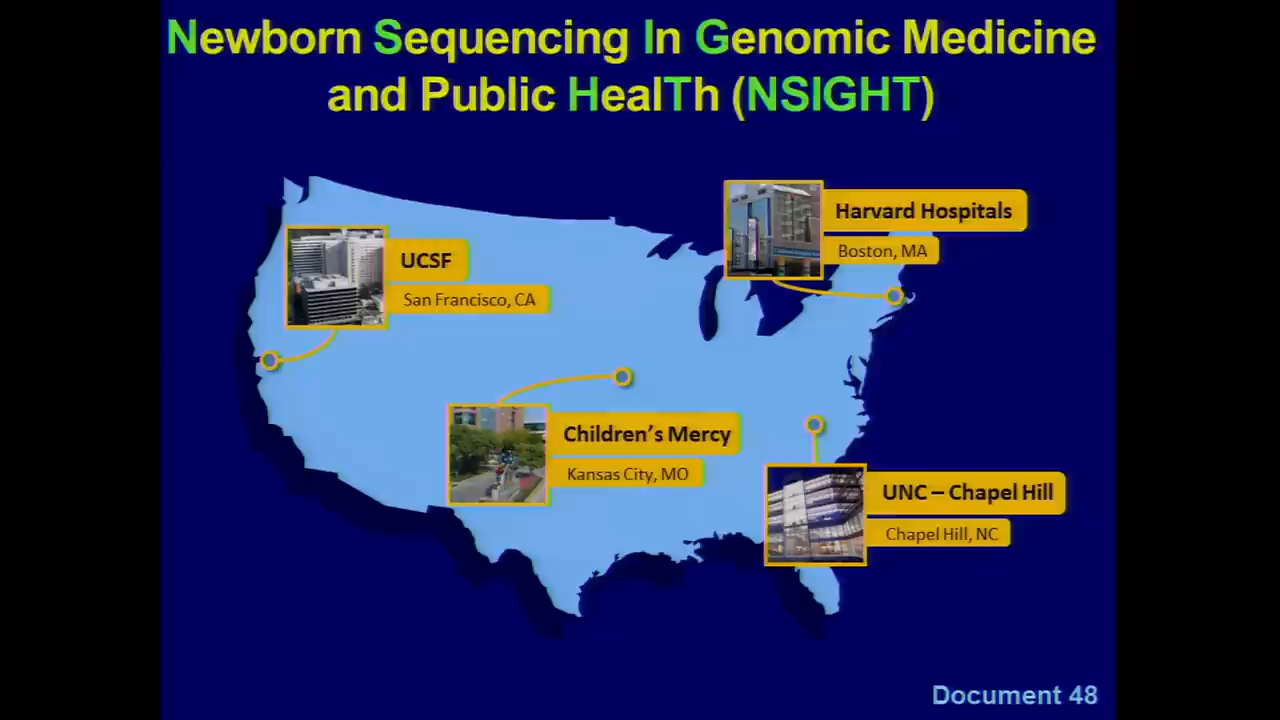 Newborn Sequencing In Genomic Medicine
and Public HealTh (NSIGHT)
Harvard Hospitals
Boston, MA
UCSF
San Francisco, CA
Children's Mercy
Kansas City, MO
UNC – Chapel Hill
Chapel Hill, NC
Document 48